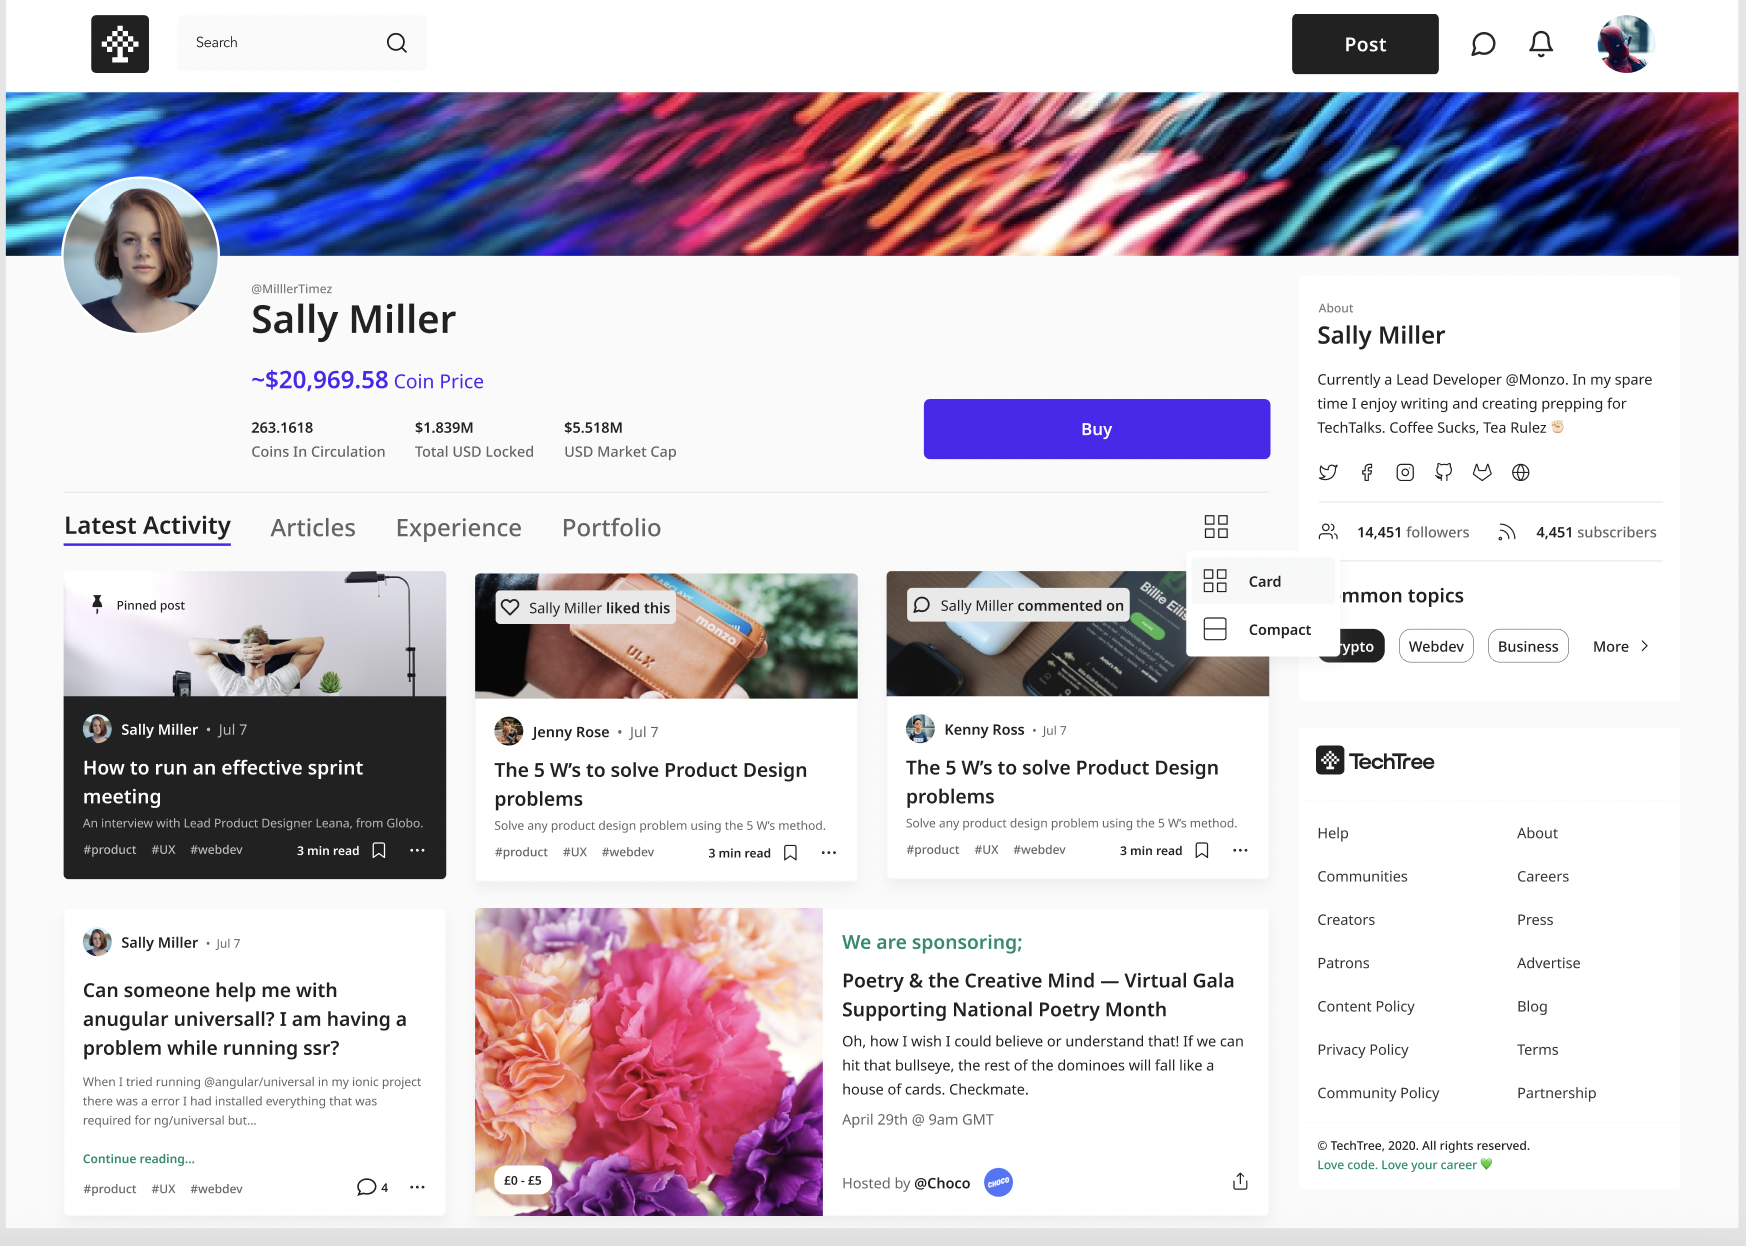 Search
Post
@MilllerTimez
Sally Miller
~$20,969.58 Coin Price
263.1618
Coins In Circulation
$1.839M
Total USD Locked
$5.518M
USD Market Cap
Buy
Latest Activity
Articles
Experience
Portfolio
Card
Compact
Pinned post
Sally Miller • Jul 7
How to run an effective sprint
meeting
An interview with Lead Product Designer Leana, from Globo.
#product #UX #webdev
3 min read
Sally Miller liked this
monzo
ULX
Jenny Rose • Jul 7
The 5 W's to solve Product Design
problems
Solve any product design problem using the 5 W's method.
#product #UX #webdev
3 min read
Sally Miller commented on
Kenny Ross • Jul 7
The 5 W's to solve Product Design
problems
Solve any product design problem using the 5 W's method.
#product #UX #webdev
3 min read
Sally Miller • Jul 7
Can someone help me with
anugular universall? I am having a
problem while running ssr?
When I tried running @angular/universal in my ionic project
there was a error I had installed everything that was
required for ng/universal but...
Continue reading...
#product #UX #webdev
4
£0 - £5
We are sponsoring;
Poetry & the Creative Mind — Virtual Gala
Supporting National Poetry Month
Oh, how I wish I could believe or understand that! If we can
hit that bullseye, the rest of the dominoes will fall like a
house of cards. Checkmate.
April 29th @ 9am GMT
Hosted by @Choco
CHOCO
About
Sally Miller
Currently a Lead Developer @Monzo. In my spare
time I enjoy writing and creating prepping for
TechTalks. Coffee Sucks, Tea Rulez ✊🏻
14,451 followers
4,451 subscribers
mmon topics
rypto
Webdev
Business
More
TechTree
Help
About
Communities
Careers
Creators
Press
Patrons
Advertise
Content Policy
Blog
Privacy Policy
Terms
Community Policy
Partnership
© TechTree, 2020. All rights reserved.
Love code. Love your career 💚